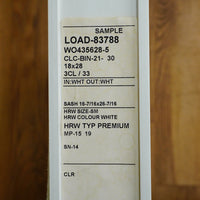 SAMPLE
LOAD-83788
WO435628-5
CLC-BIN-21- 30
18x28
3CL / 33
IN:WHT OUT:WHT
SASH 16-7/16x26-7/16
HRW SIZE-SM
HRW COLOUR WHITE
HRW TYP PREMIUM
MP-15 19
SN-14
CLR